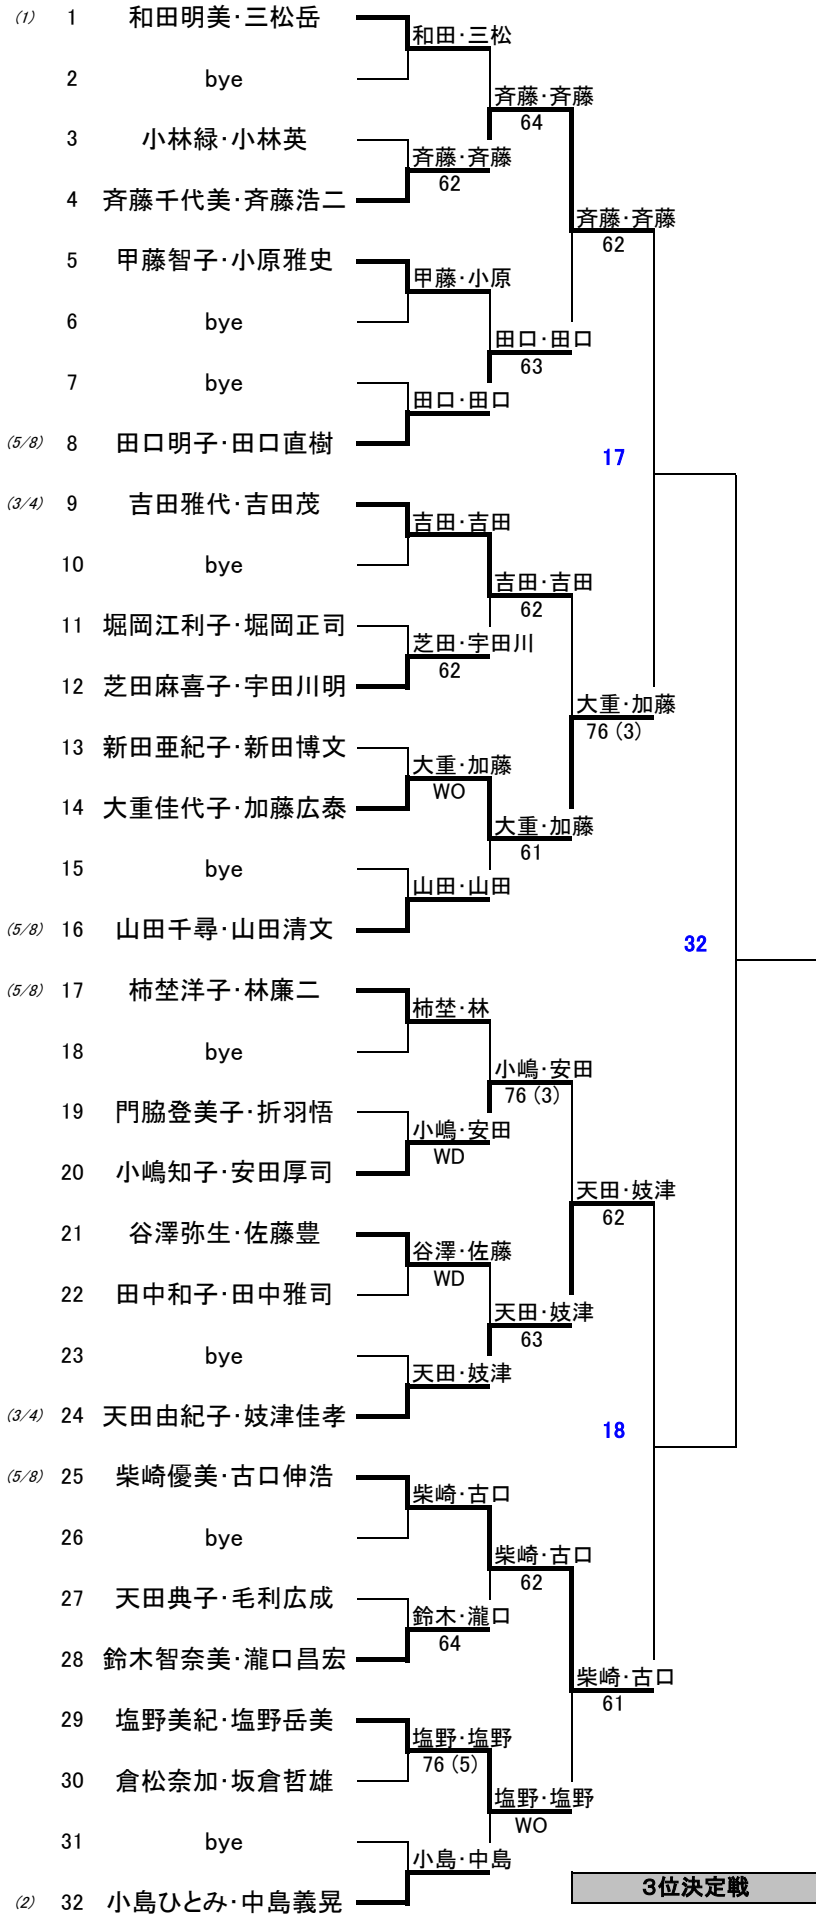 (1) 1 和田明美・三松岳
和田・三松
2 bye
斉藤・斉藤
64
3 小林緑・小林英
斉藤・斉藤
62
4 斉藤千代美・斉藤浩二
斉藤・斉藤
62
5 甲藤智子・小原雅史
甲藤・小原
6 bye
田口・田口
63
7 bye
田口・田口
(5/8) 8 田口明子・田口直樹
17
(3/4) 9 吉田雅代・吉田茂
吉田・吉田
10 bye
吉田・吉田
62
11 堀岡江利子・堀岡正司
芝田・宇田川
62
12 芝田麻喜子・宇田川明
大重・加藤
76 (3)
13 新田亜紀子・新田博文
大重・加藤
WO
14 大重佳代子・加藤広泰
大重・加藤
61
15 bye
山田・山田
(5/8) 16 山田千尋・山田清文
32
(5/8) 17 柿埜洋子・林廉二
柿埜・林
18 bye
小嶋・安田
76 (3)
19 門脇登美子・折羽悟
小嶋・安田
WD
20 小嶋知子・安田厚司
天田・妓津
62
21 谷澤弥生・佐藤豊
谷澤・佐藤
WD
22 田中和子・田中雅司
天田・妓津
63
23 bye
天田・妓津
(3/4) 24 天田由紀子・妓津佳孝
18
(5/8) 25 柴崎優美・古口伸浩
柴崎・古口
26 bye
柴崎・古口
62
27 天田典子・毛利広成
鈴木・瀧口
64
28 鈴木智奈美・瀧口昌宏
柴崎・古口
61
29 塩野美紀・塩野岳美
塩野・塩野
76 (5)
30 倉松奈加・坂倉哲雄
塩野・塩野
WO
31 bye
小島・中島
3位決定戦
(2) 32 小島ひとみ・中島義晃